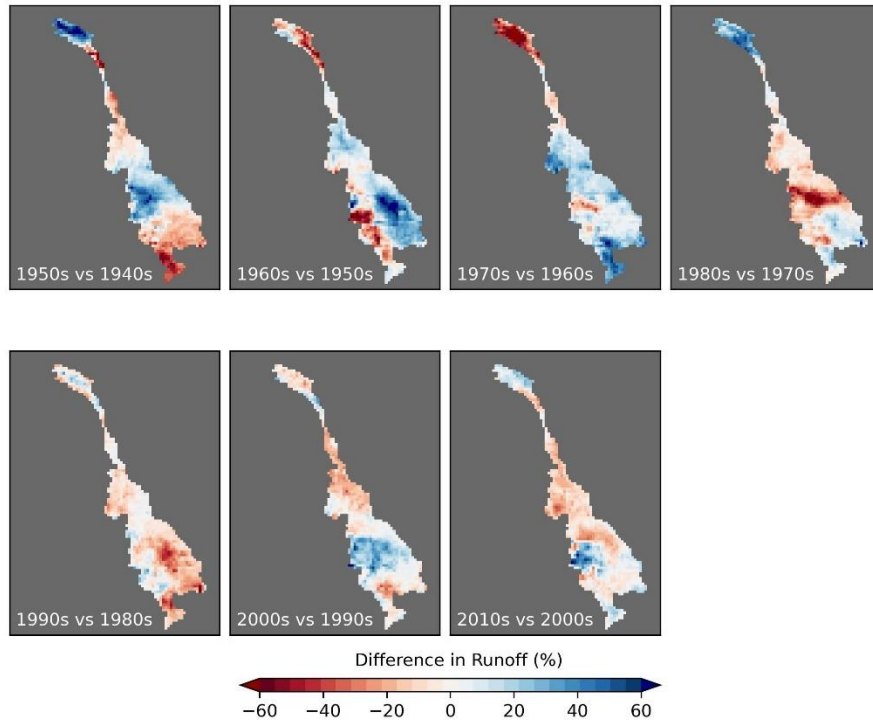 1950s vs 1940s
1960s vs 1950s
1970s vs 1960s
1980s vs 1970s
1990s vs 1980s
2000s vs 1990s
2010s vs 2000s
Difference in Runoff (%)
−60 −40 −20 0 20 40 60